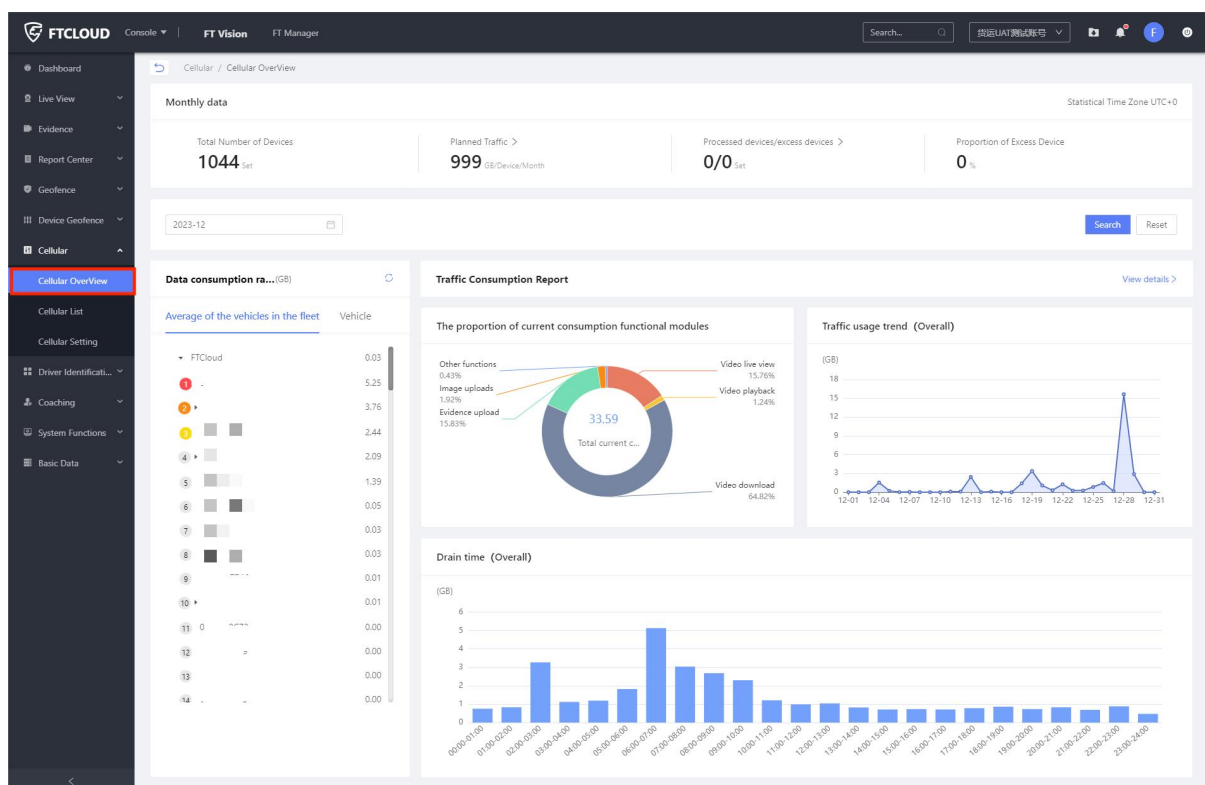 FTCLOUD Console FT Vision FT Manager Search... 货运UAT测试账号 F
Dashboard
Live View
Evidence
Report Center
Geofence
Device Geofence
Cellular
Cellular OverView
Cellular List
Cellular Setting
Driver Identificati...
Coaching
System Functions
Basic Data
Cellular / Cellular OverView
Monthly data Statistical Time Zone UTC+0
Total Number of Devices
1044 Set
Planned Traffic >
999 GB/Device/Month
Processed devices/excess devices >
0/0 Set
Proportion of Excess Device
0 %
2023-12 Search Reset
Data consumption ra...(GB)
Average of the vehicles in the fleet Vehicle
FTCloud 0.03
1 - 5.25
2 3.76
3 2.44
4 2.09
5 1.39
6 0.05
7 0.03
8 0.03
9 0.01
10 0.01
11 0 0.00
12 0.00
13 0.00
14 0.00
Traffic Consumption Report View details >
The proportion of current consumption functional modules
Other functions
0.43%
Image uploads
1.92%
Evidence upload
15.83%
33.59
Total current c...
Video live view
15.76%
Video playback
1.24%
Video download
64.82%
Traffic usage trend (Overall)
(GB)
18
15
12
9
6
3
0
12-01 12-04 12-07 12-10 12-13 12-16 12-19 12-22 12-25 12-28 12-31
Drain time (Overall)
(GB)
6
5
4
3
2
1
0
00:00-01:00 01:00-02:00 02:00-03:00 03:00-04:00 04:00-05:00 05:00-06:00 06:00-07:00 07:00-08:00 08:00-09:00 09:00-10:00 10:00-11:00 11:00-12:00 12:00-13:00 13:00-14:00 14:00-15:00 15:00-16:00 16:00-17:00 17:00-18:00 18:00-19:00 19:00-20:00 20:00-21:00 21:00-22:00 22:00-23:00 23:00-24:00